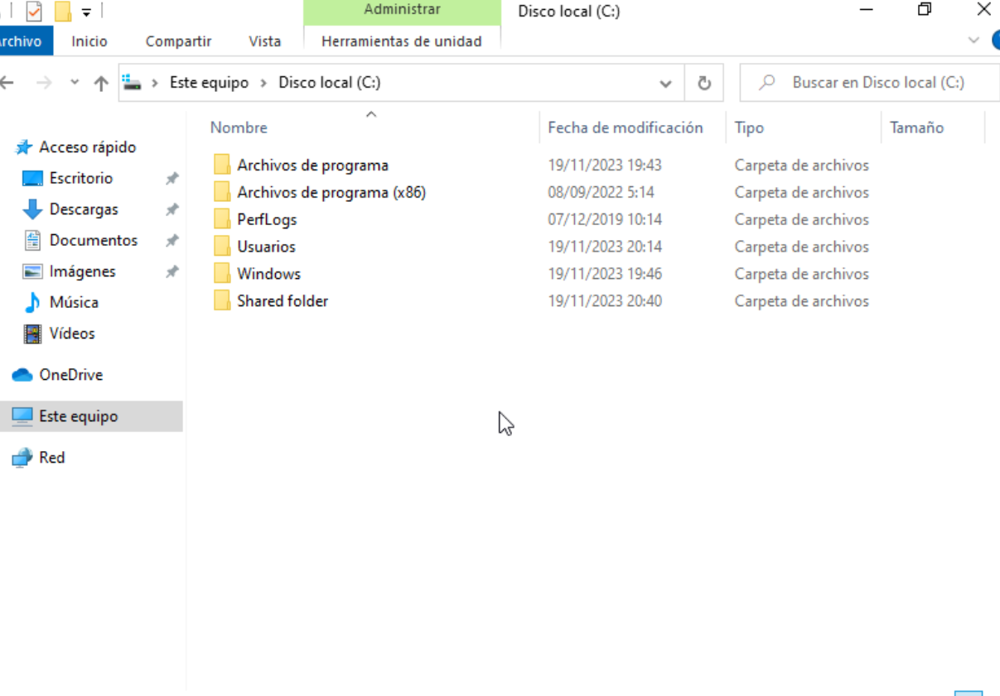 Administrar Disco local (C:)
Archivo Inicio Compartir Vista Herramientas de unidad
Este equipo > Disco local (C:) Buscar en Disco local (C:)
Nombre Fecha de modificación Tipo Tamaño
Acceso rápido
Escritorio
Descargas
Documentos
Imágenes
Música
Vídeos
OneDrive
Este equipo
Red
Archivos de programa 19/11/2023 19:43 Carpeta de archivos
Archivos de programa (x86) 08/09/2022 5:14 Carpeta de archivos
PerfLogs 07/12/2019 10:14 Carpeta de archivos
Usuarios 19/11/2023 20:14 Carpeta de archivos
Windows 19/11/2023 19:46 Carpeta de archivos
Shared folder 19/11/2023 20:40 Carpeta de archivos